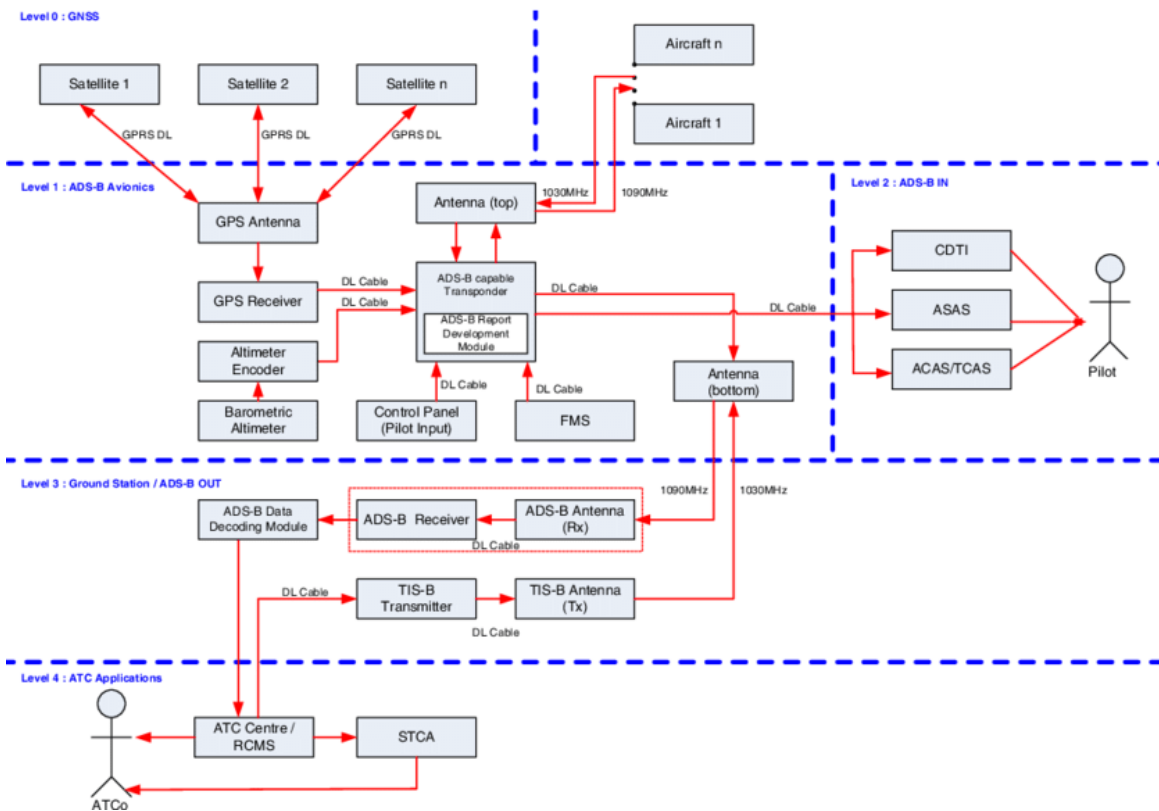 Level 0 : GNSS
Satellite 1
Satellite 2
Satellite n
GPRS DL
GPRS DL
GPRS DL
Aircraft n
Aircraft 1
Level 1 : ADS-B Avionics
1030MHz
1090MHz
Antenna (top)
GPS Antenna
GPS Receiver
DL Cable
DL Cable
ADS-B capable
Transponder
ADS-B Report
Development
Module
DL Cable
DL Cable
Altimeter
Encoder
Barometric
Altimeter
DL Cable
DL Cable
Control Panel
(Pilot Input)
FMS
Antenna
(bottom)
Level 2 : ADS-B IN
CDTI
ASAS
ACAS/TCAS
Pilot
Level 3 : Ground Station / ADS-B OUT
1090MHz
1030MHz
ADS-B Data
Decoding Module
ADS-B Receiver
ADS-B Antenna
(Rx)
DL Cable
DL Cable
TIS-B
Transmitter
TIS-B Antenna
(Tx)
DL Cable
Level 4 : ATC Applications
ATC Centre /
RCMS
STCA
ATCo